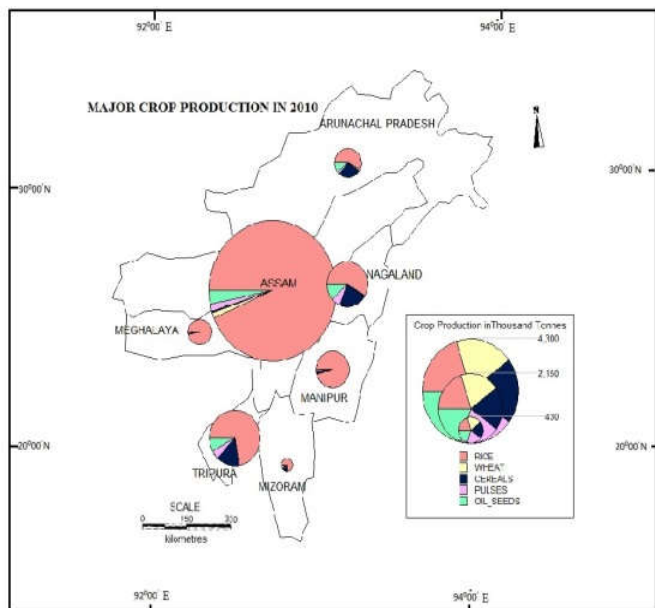 92°00' E
94°00' E
MAJOR CROP PRODUCTION IN 2010
ARUNACHAL PRADESH
N
30°00'N
30°00'N
ASSAM
NAGALAND
MEGHALAYA
MANIPUR
TRIPURA
MIZORAM
Crop Production inThousand Tonnes
4,300
2,150
430
RICE
WHEAT
CEREALS
PULSES
OIL_SEEDS
20°00'N
20°00'N
SCALE
0 150 300
kilometres
92°00' E
94°00' E